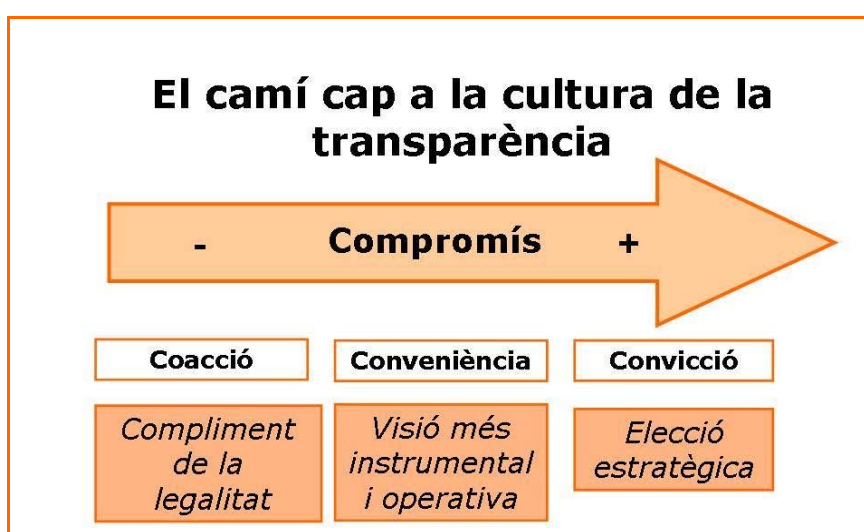 El camí cap a la cultura de la
transparència
- Compromís +
Coacció
Conveniència
Convicció
Compliment
de la
legalitat
Visió més
instrumental
i operativa
Elecció
estratègica